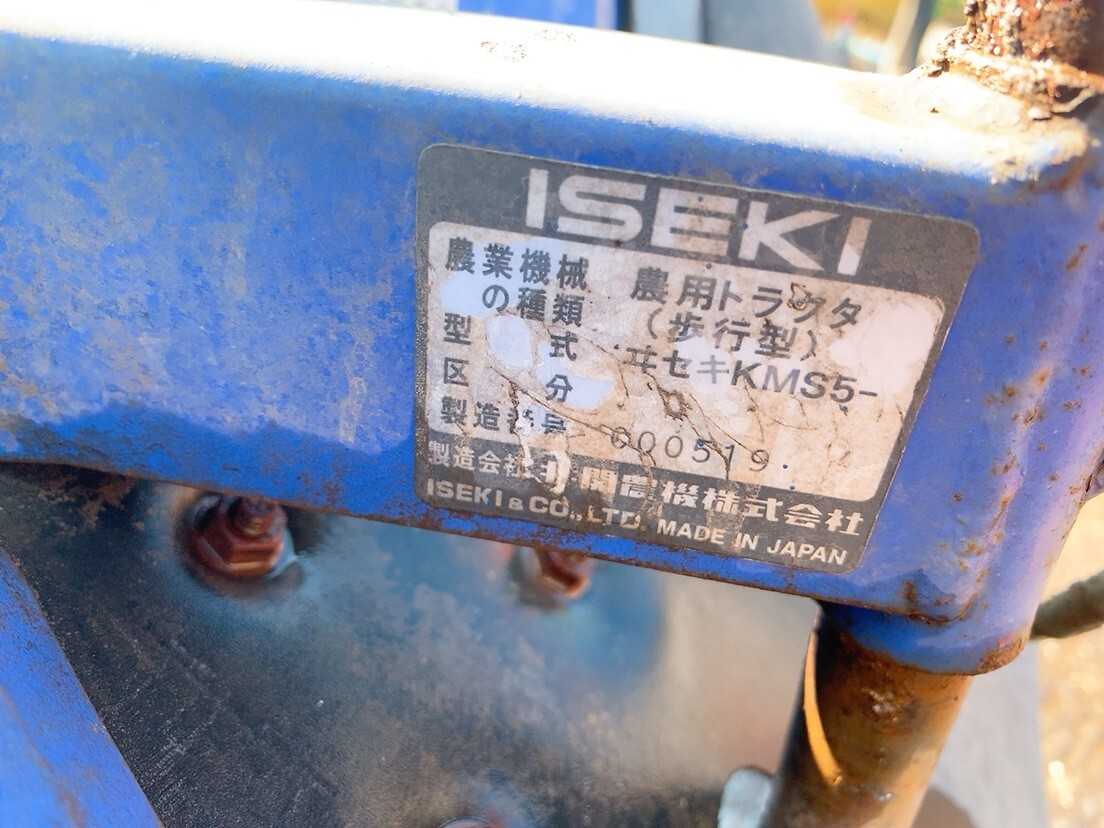 ISEKI
農業機械の種類 農用トラクタ(歩行型)
型式 ヰセキKMS5-
区分
製造番号 000519
製造会社 井関農機株式会社
ISEKI & CO., LTD. MADE IN JAPAN